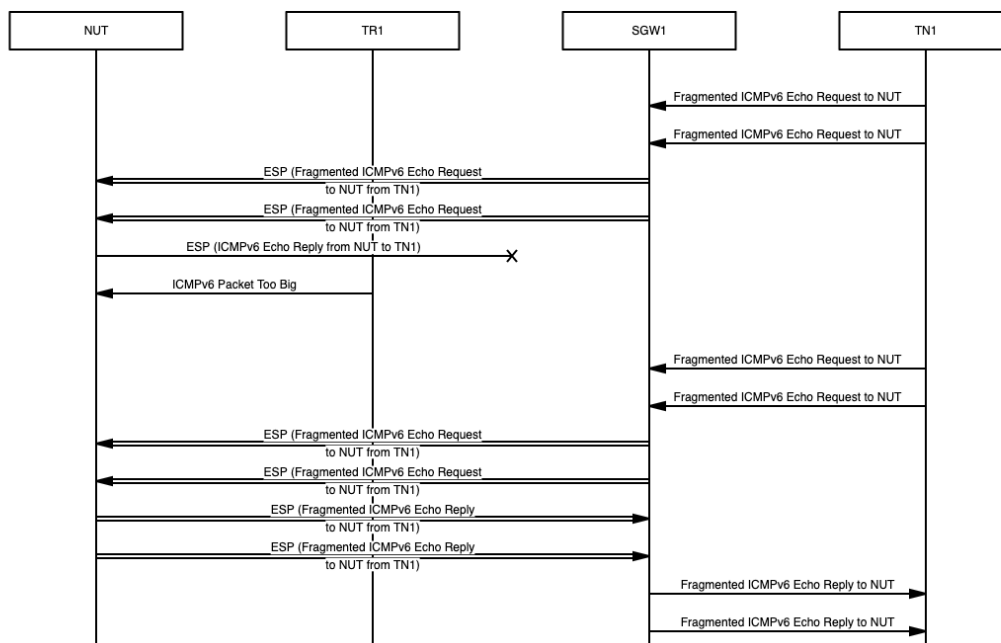 NUT
TR1
SGW1
TN1
Fragmented ICMPv6 Echo Request to NUT
Fragmented ICMPv6 Echo Request to NUT
ESP (Fragmented ICMPv6 Echo Request
to NUT from TN1)
ESP (Fragmented ICMPv6 Echo Request
to NUT from TN1)
ESP (ICMPv6 Echo Reply from NUT to TN1)
ICMPv6 Packet Too Big
Fragmented ICMPv6 Echo Request to NUT
Fragmented ICMPv6 Echo Request to NUT
ESP (Fragmented ICMPv6 Echo Request
to NUT from TN1)
ESP (Fragmented ICMPv6 Echo Request
to NUT from TN1)
ESP (Fragmented ICMPv6 Echo Reply
to NUT from TN1)
ESP (Fragmented ICMPv6 Echo Reply
to NUT from TN1)
Fragmented ICMPv6 Echo Reply to NUT
Fragmented ICMPv6 Echo Reply to NUT